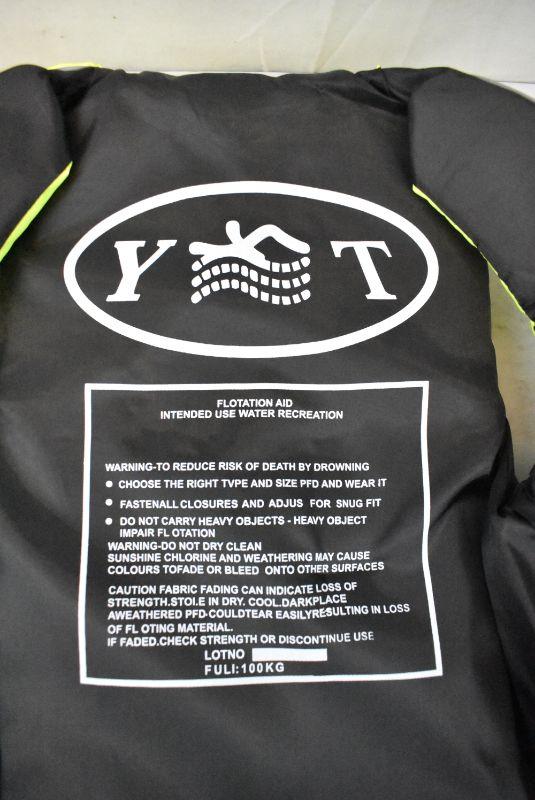 Y T
FLOTATION AID
INTENDED USE WATER RECREATION
WARNING-TO REDUCE RISK OF DEATH BY DROWNING
● CHOOSE THE RIGHT TVPE AND SIZE PFD AND WEAR IT
● FASTENALL CLOSURES AND ADJUS FOR SNUG FIT
● DO NOT CARRY HEAVY OBJECTS - HEAVY OBJECT
IMPAIR FL OTATION
WARNING-DO NOT DRY CLEAN
SUNSHINE CHLORINE AND WEATHERING MAY CAUSE
COLOURS TOFADE OR BLEED ONTO OTHER SURFACES
CAUTION FABRIC FADING CAN INDICATE LOSS OF
STRENGTH.STOI.E IN DRY. COOL.DARKPLACE
AWEATHERED PFD-COULDTEAR EASILYRESULTING IN LOSS
OF FL OTING MATERIAL.
IF FADED.CHECK STRENGTH OR DISCONTINUE USE
LOTNO
FULI:100KG